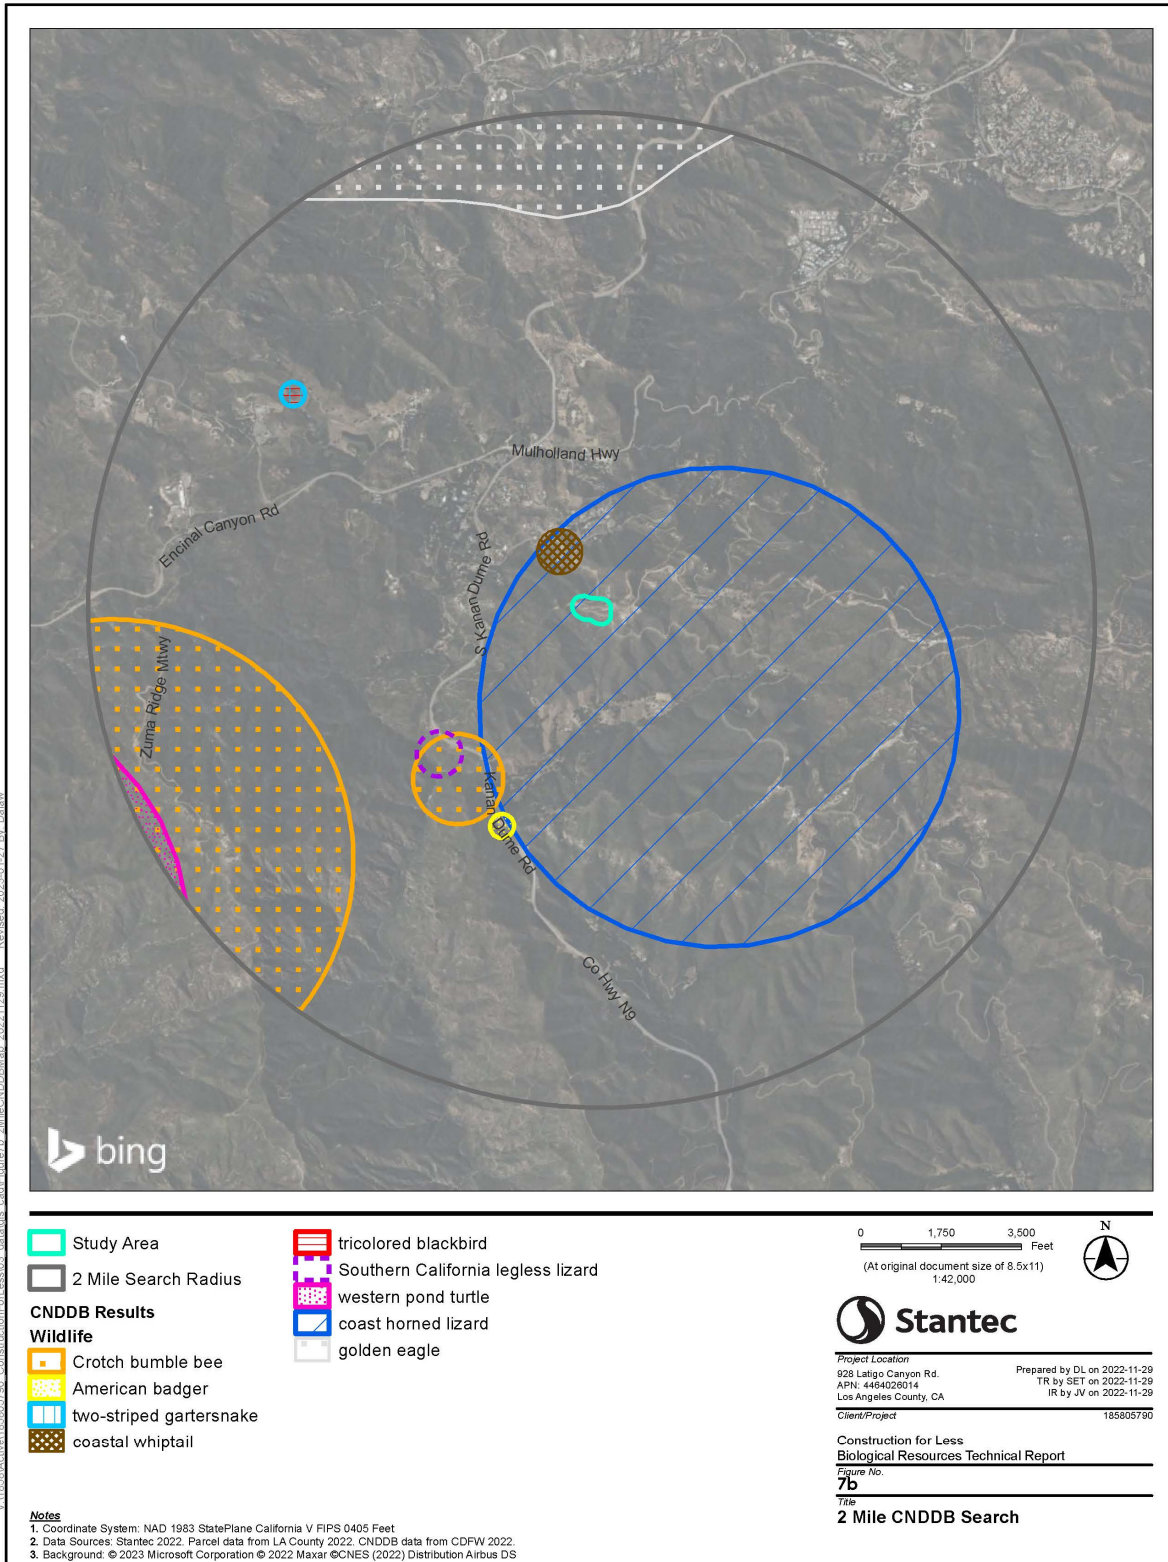 Mulholland Hwy
Encinal Canyon Rd
S Kanan Dume Rd
Zuma Ridge Mtwy
Kanan Dume Rd
Co Hwy N9
bing
Study Area
2 Mile Search Radius
CNDDB Results
Wildlife
Crotch bumble bee
American badger
two-striped gartersnake
coastal whiptail
tricolored blackbird
Southern California legless lizard
western pond turtle
coast horned lizard
golden eagle
0 1,750 3,500
Feet
(At original document size of 8.5x11)
1:42,000
N
Stantec
Project Location
928 Latigo Canyon Rd.
APN: 4464026014
Los Angeles County, CA
Prepared by DL on 2022-11-29
TR by SET on 2022-11-29
IR by JV on 2022-11-29
Client/Project 185805790
Construction for Less
Biological Resources Technical Report
Figure No.
7b
Title
2 Mile CNDDB Search
Notes
1. Coordinate System: NAD 1983 StatePlane California V FIPS 0405 Feet
2. Data Sources: Stantec 2022. Parcel data from LA County 2022. CNDDB data from CDFW 2022.
3. Background: © 2023 Microsoft Corporation © 2022 Maxar ©CNES (2022) Distribution Airbus DS